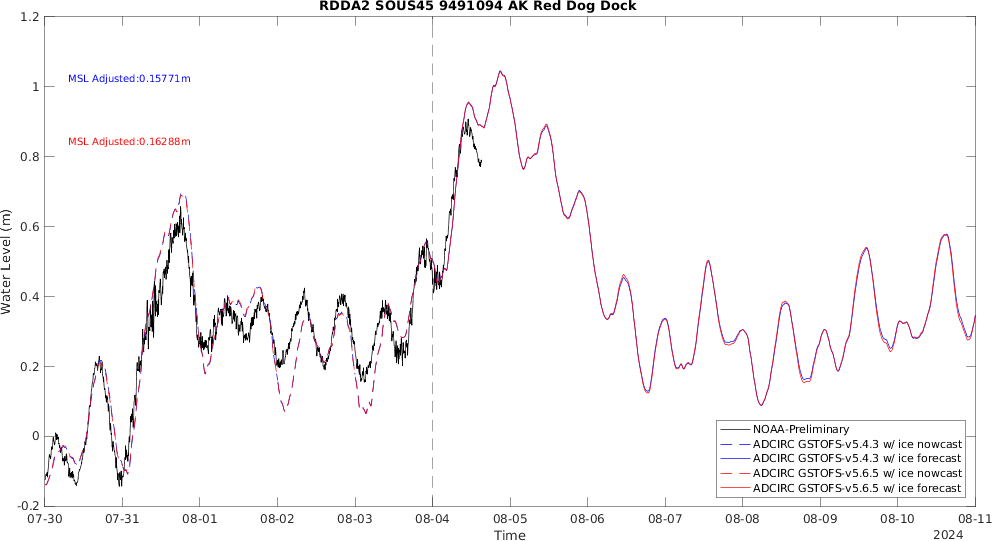 RDDA2 SOUS45 9491094 AK Red Dog Dock
1.2
1
0.8
0.6
0.4
0.2
0
-0.2
Water Level (m)
MSL Adjusted:0.15771m
MSL Adjusted:0.16288m
NOAA-Preliminary
ADCIRC GSTOFS-v5.4.3 w/ ice nowcast
ADCIRC GSTOFS-v5.4.3 w/ ice forecast
ADCIRC GSTOFS-v5.6.5 w/ ice nowcast
ADCIRC GSTOFS-v5.6.5 w/ ice forecast
07-30 07-31 08-01 08-02 08-03 08-04 08-05 08-06 08-07 08-08 08-09 08-10 08-11
Time
2024